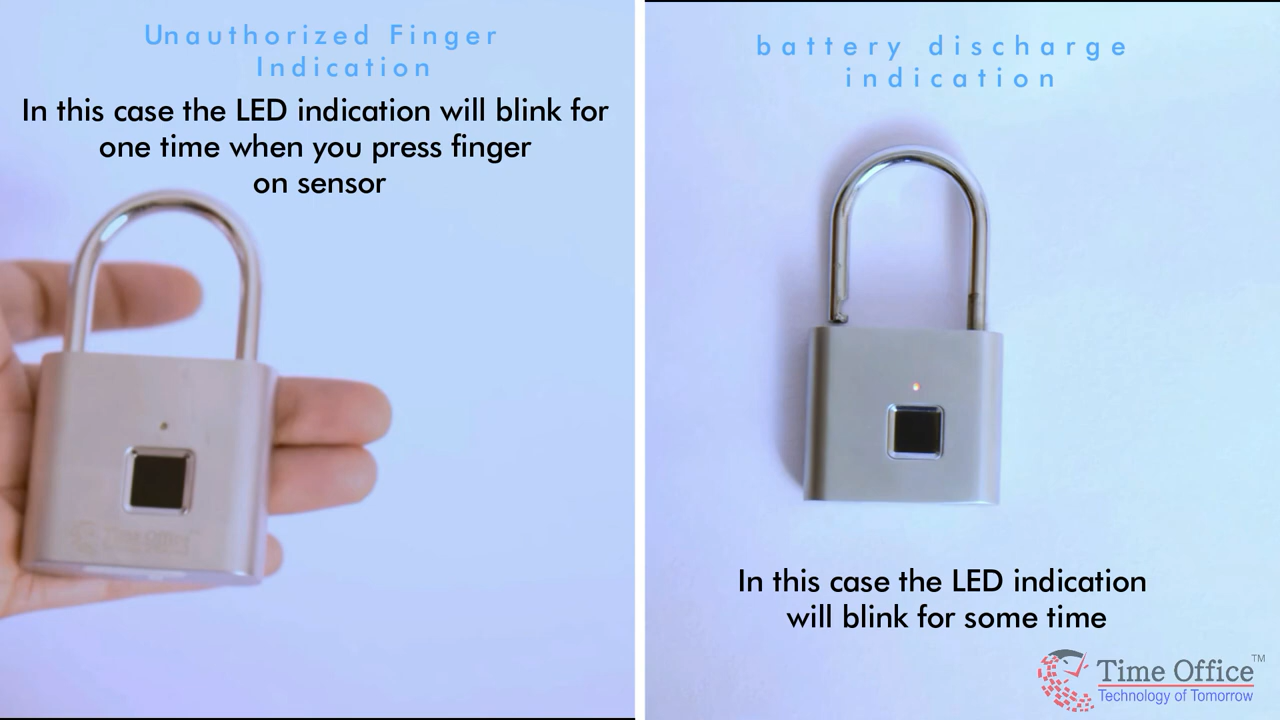 Unauthorized Finger
Indication
In this case the LED indication will blink for
one time when you press finger
on sensor
battery discharge
indication
In this case the LED indication
will blink for some time
Time Office™
Technology of Tomorrow
Time Office